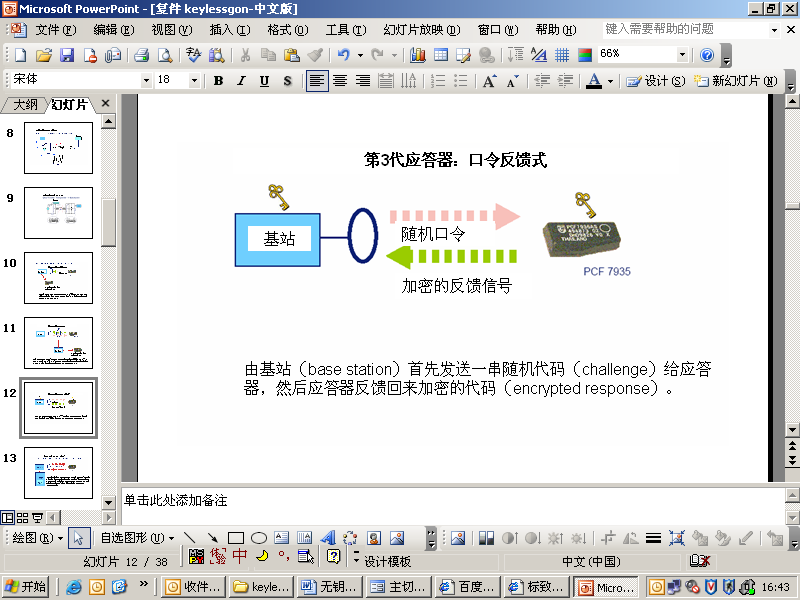 Microsoft PowerPoint - [复件 keylessgon-中文版]
文件(F) 编辑(E) 视图(V) 插入(I) 格式(O) 工具(T) 幻灯片放映(D) 窗口(W) 帮助(H) 键入需要帮助的问题
66%
宋体 18 B I U S A A A 设计(S) 新幻灯片(N)
大纲 幻灯片
8
9
10
11
12
13
第3代应答器：口令反馈式
基站
随机口令
加密的反馈信号
PCF 7935
由基站（base station）首先发送一串随机代码（challenge）给应答
器，然后应答器反馈回来加密的代码（encrypted response）。
单击此处添加备注
绘图(R) 自选图形(U)
幻灯片 12 / 38 中 设计模板 中文(中国)
开始 收件... keyle... 无钥... 主切... 百度... 标致... Micro... 16:43